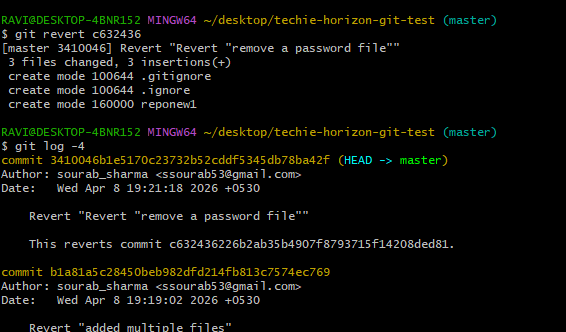 RAVI@DESKTOP-4BNR152 MINGW64 ~/desktop/techie-horizon-git-test (master)
$ git revert c632436
[master 3410046] Revert "Revert "remove a password file""
 3 files changed, 3 insertions(+)
 create mode 100644 .gitignore
 create mode 100644 .ignore
 create mode 160000 reponew1
RAVI@DESKTOP-4BNR152 MINGW64 ~/desktop/techie-horizon-git-test (master)
$ git log -4
commit 3410046b1e5170c23732b52cddf5345db78ba42f (HEAD -> master)
Author: sourab_sharma <ssourab53@gmail.com>
Date:   Wed Apr 8 19:21:18 2026 +0530
    Revert "Revert "remove a password file""
    This reverts commit c632436226b2ab35b4907f8793715f14208ded81.
commit b1a81a5c28450beb982dfd214fb813c7574ec769
Author: sourab_sharma <ssourab53@gmail.com>
Date:   Wed Apr 8 19:19:02 2026 +0530
    Revert "added multiple files"